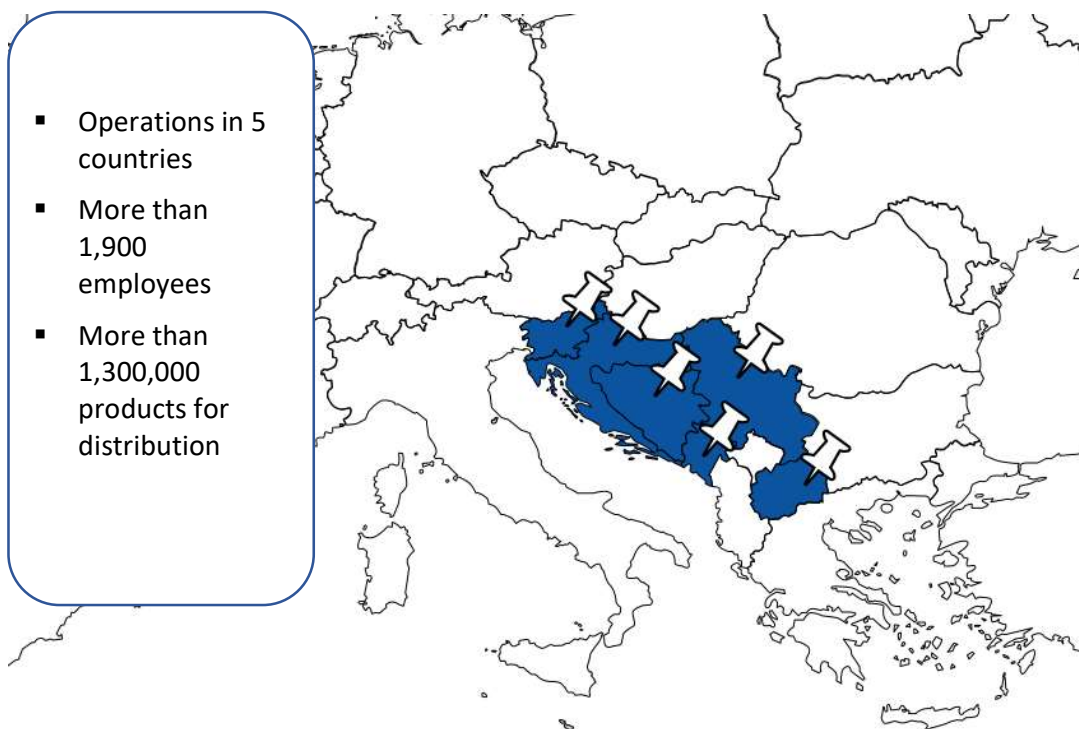 ▪ Operations in 5
countries
▪ More than
1,900
employees
▪ More than
1,300,000
products for
distribution